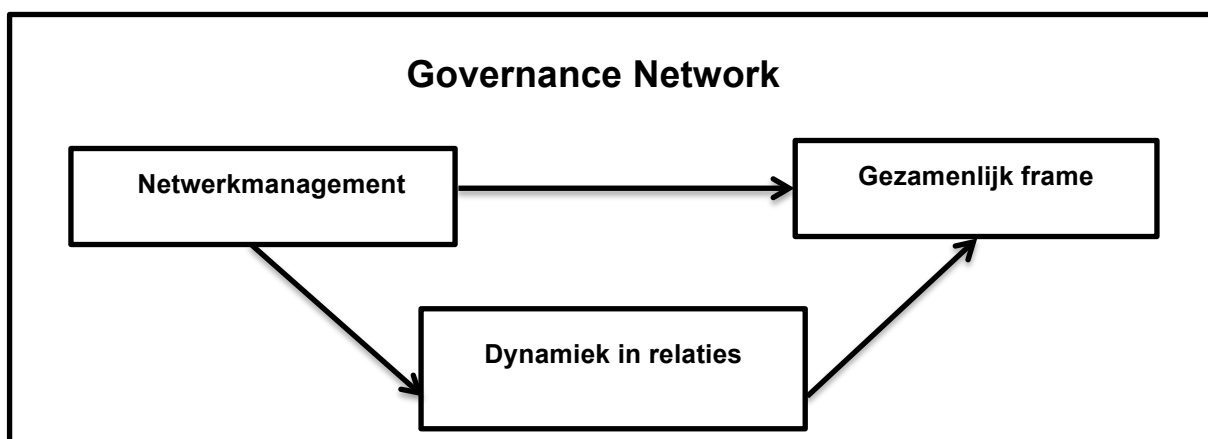 Governance Network
Netwerkmanagement
Gezamenlijk frame
Dynamiek in relaties